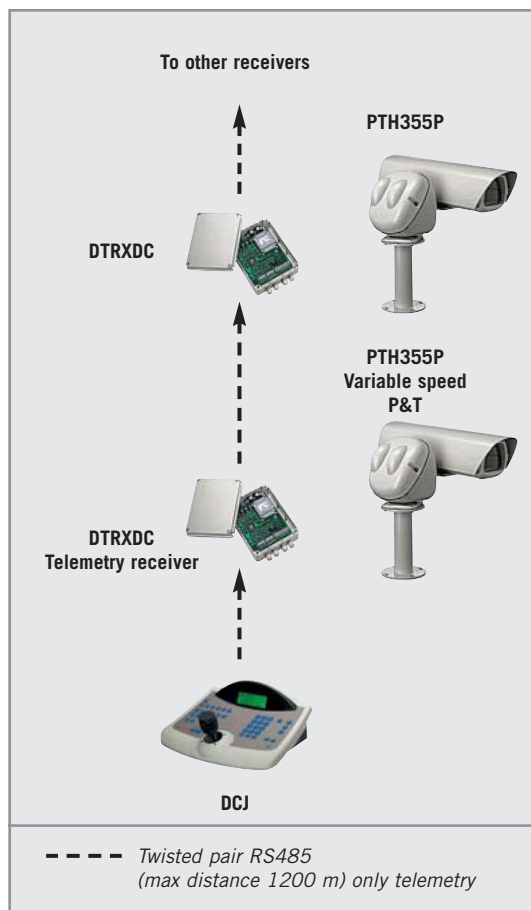 To other receivers
PTH355P
DTRXDC
PTH355P
Variable speed
P&T
DTRXDC
Telemetry receiver
DCJ
Twisted pair RS485
(max distance 1200 m) only telemetry